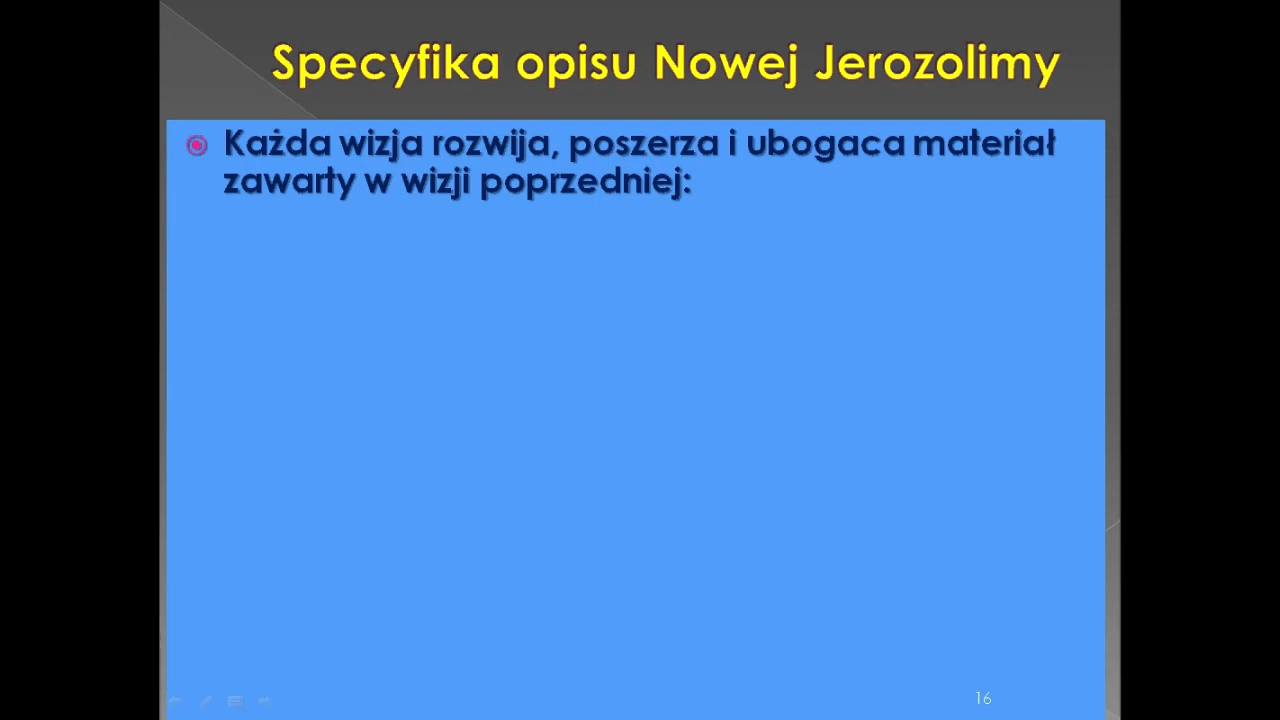 Specyfika opisu Nowej Jerozolimy
Każda wizja rozwija, poszerza i ubogaca materiał
zawarty w wizji poprzedniej:
16